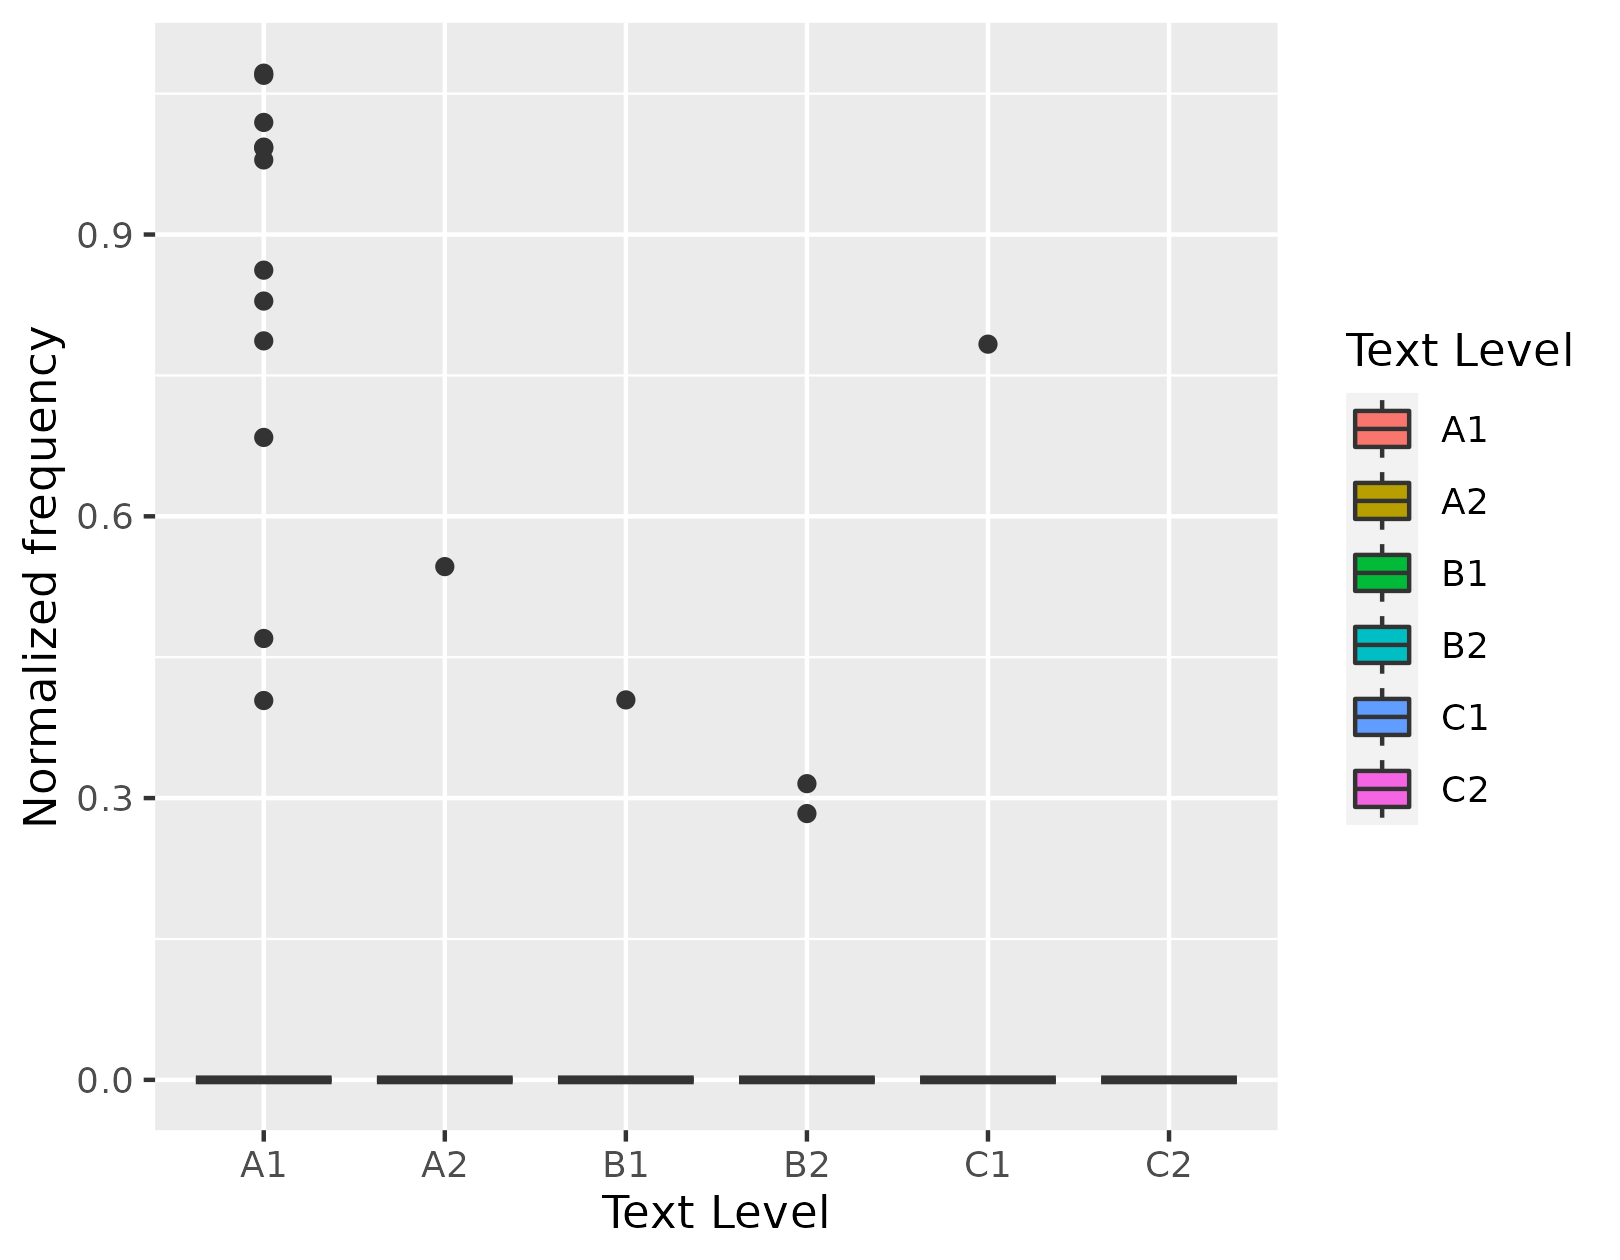 Normalized frequency
0.9
0.6
0.3
0.0
A1 A2 B1 B2 C1 C2
Text Level
Text Level
A1
A2
B1
B2
C1
C2